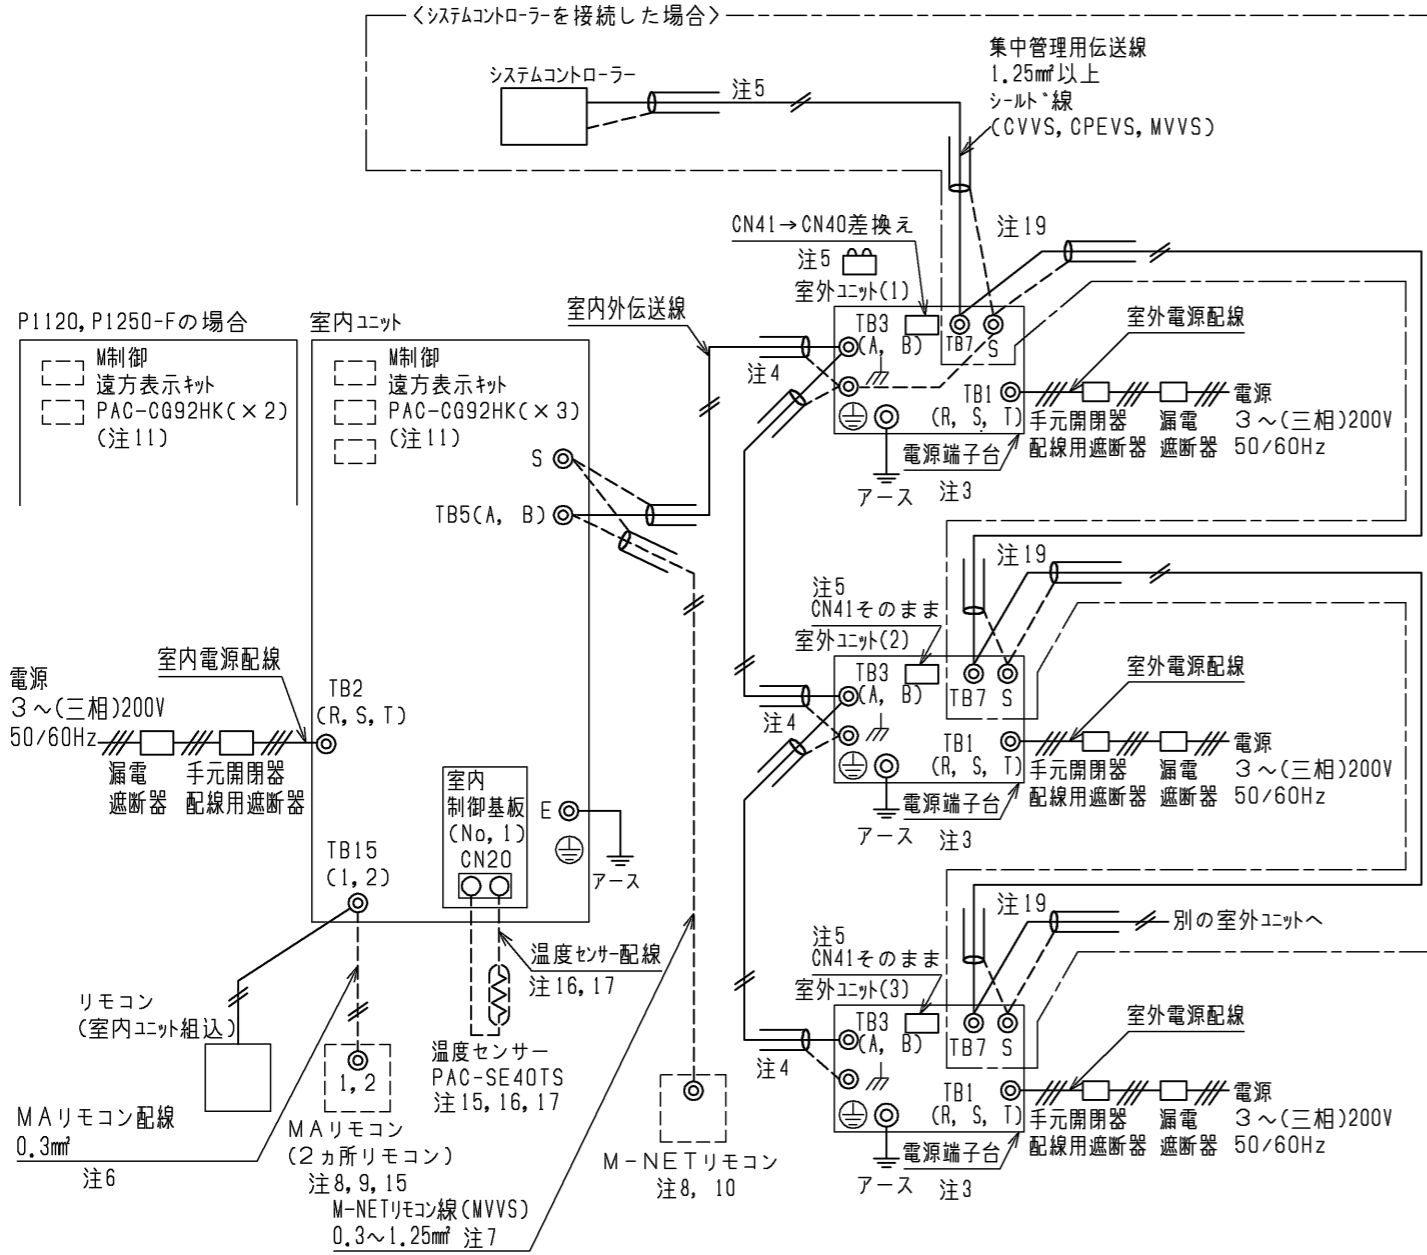 〈システムコントローラーを接続した場合〉
システムコントローラー
注5
集中管理用伝送線
1.25㎟以上
シールド線
(CVVS, CPEVS, MVVS)
CN41→CN40差換え
注5
室外ユニット(1)
注19
TB3
(A, B)
TB7
S
TB1
(R, S, T)
室外電源配線
手元開閉器
配線用遮断器
漏電
遮断器
電源
3～(三相)200V
50/60Hz
電源端子台
アース
注3
注4
室内外伝送線
P1120, P1250-Fの場合
M制御
遠方表示キット
PAC-CG92HK(×2)
(注11)
室内ユニット
M制御
遠方表示キット
PAC-CG92HK(×3)
(注11)
S
TB5(A, B)
注19
注5
CN41そのまま
室外ユニット(2)
TB3
(A, B)
TB7 S
TB1
(R, S, T)
室外電源配線
手元開閉器
配線用遮断器
漏電
遮断器
電源
3～(三相)200V
50/60Hz
電源端子台
アース
注3
注4
室内電源配線
電源
3～(三相)200V
50/60Hz
漏電
遮断器
手元開閉器
配線用遮断器
TB2
(R, S, T)
室内
制御基板
(No, 1)
CN20
E
アース
TB15
(1, 2)
温度センサー配線
注16, 17
温度センサー
PAC-SE40TS
注15, 16, 17
リモコン
(室内ユニット組込)
MAリモコン配線
0.3㎟
注6
1, 2
MAリモコン
(2ヵ所リモコン)
注8, 9, 15
M-NETリモコン線(MVVS)
0.3～1.25㎟ 注7
M-NETリモコン
注8, 10
注19
別の室外ユニットへ
注5
CN41そのまま
室外ユニット(3)
TB3
(A, B)
TB7 S
TB1
(R, S, T)
室外電源配線
手元開閉器
配線用遮断器
漏電
遮断器
電源
3～(三相)200V
50/60Hz
電源端子台
アース
注3
注4